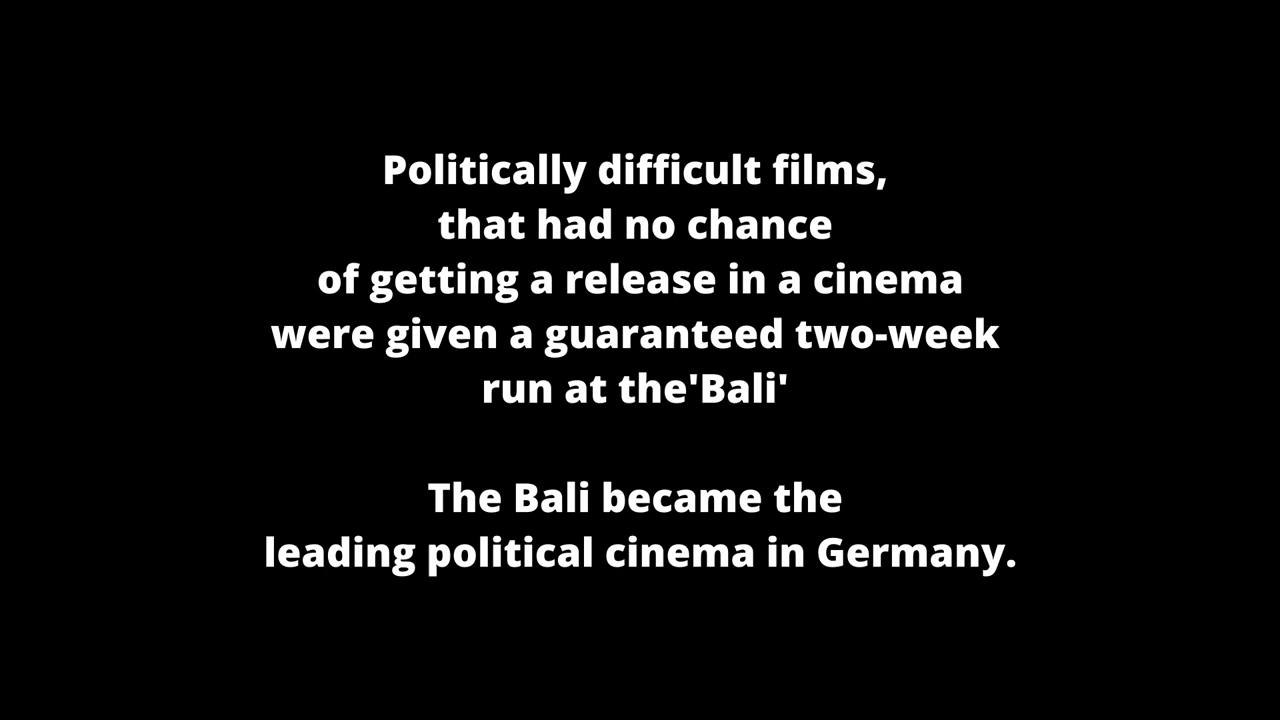 Politically difficult films,
that had no chance
of getting a release in a cinema
were given a guaranteed two-week
run at the'Bali'
The Bali became the
leading political cinema in Germany.